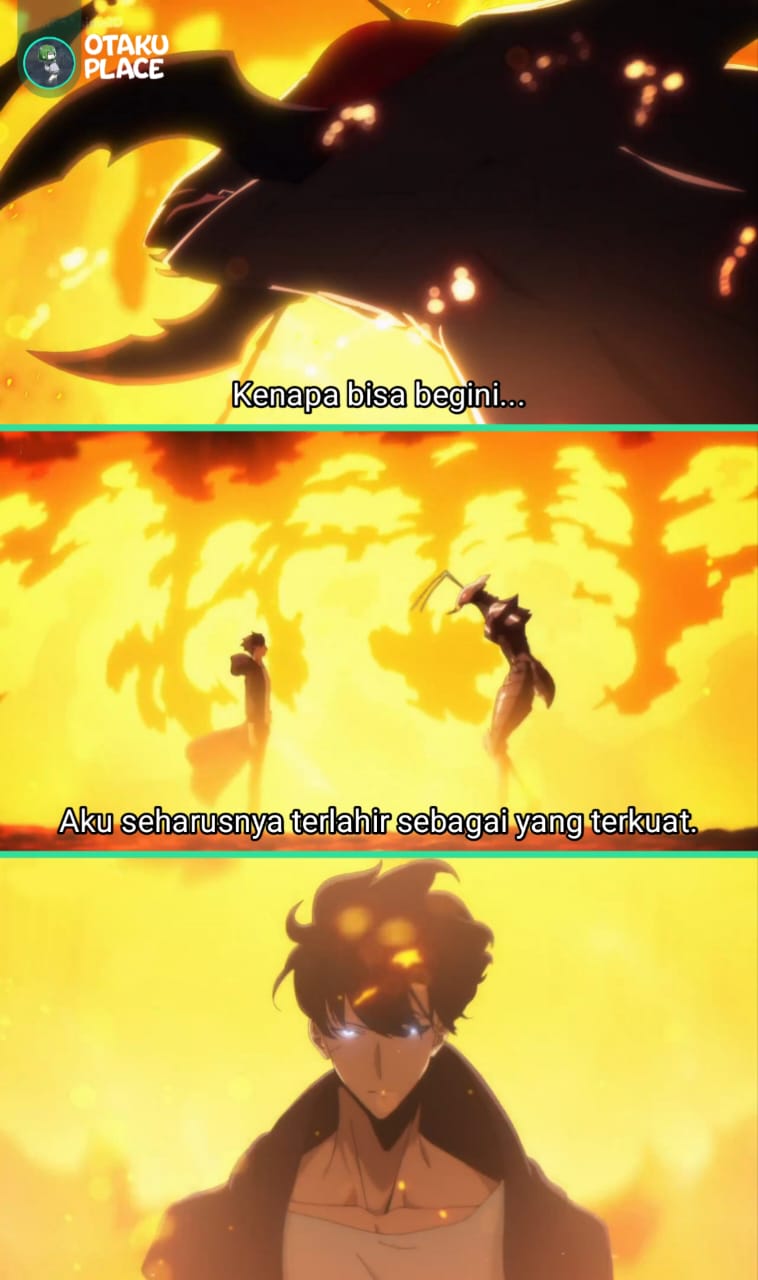 OTAKU
PLACE
Kenapa bisa begini...
Aku seharusnya terlahir sebagai yang terkuat.